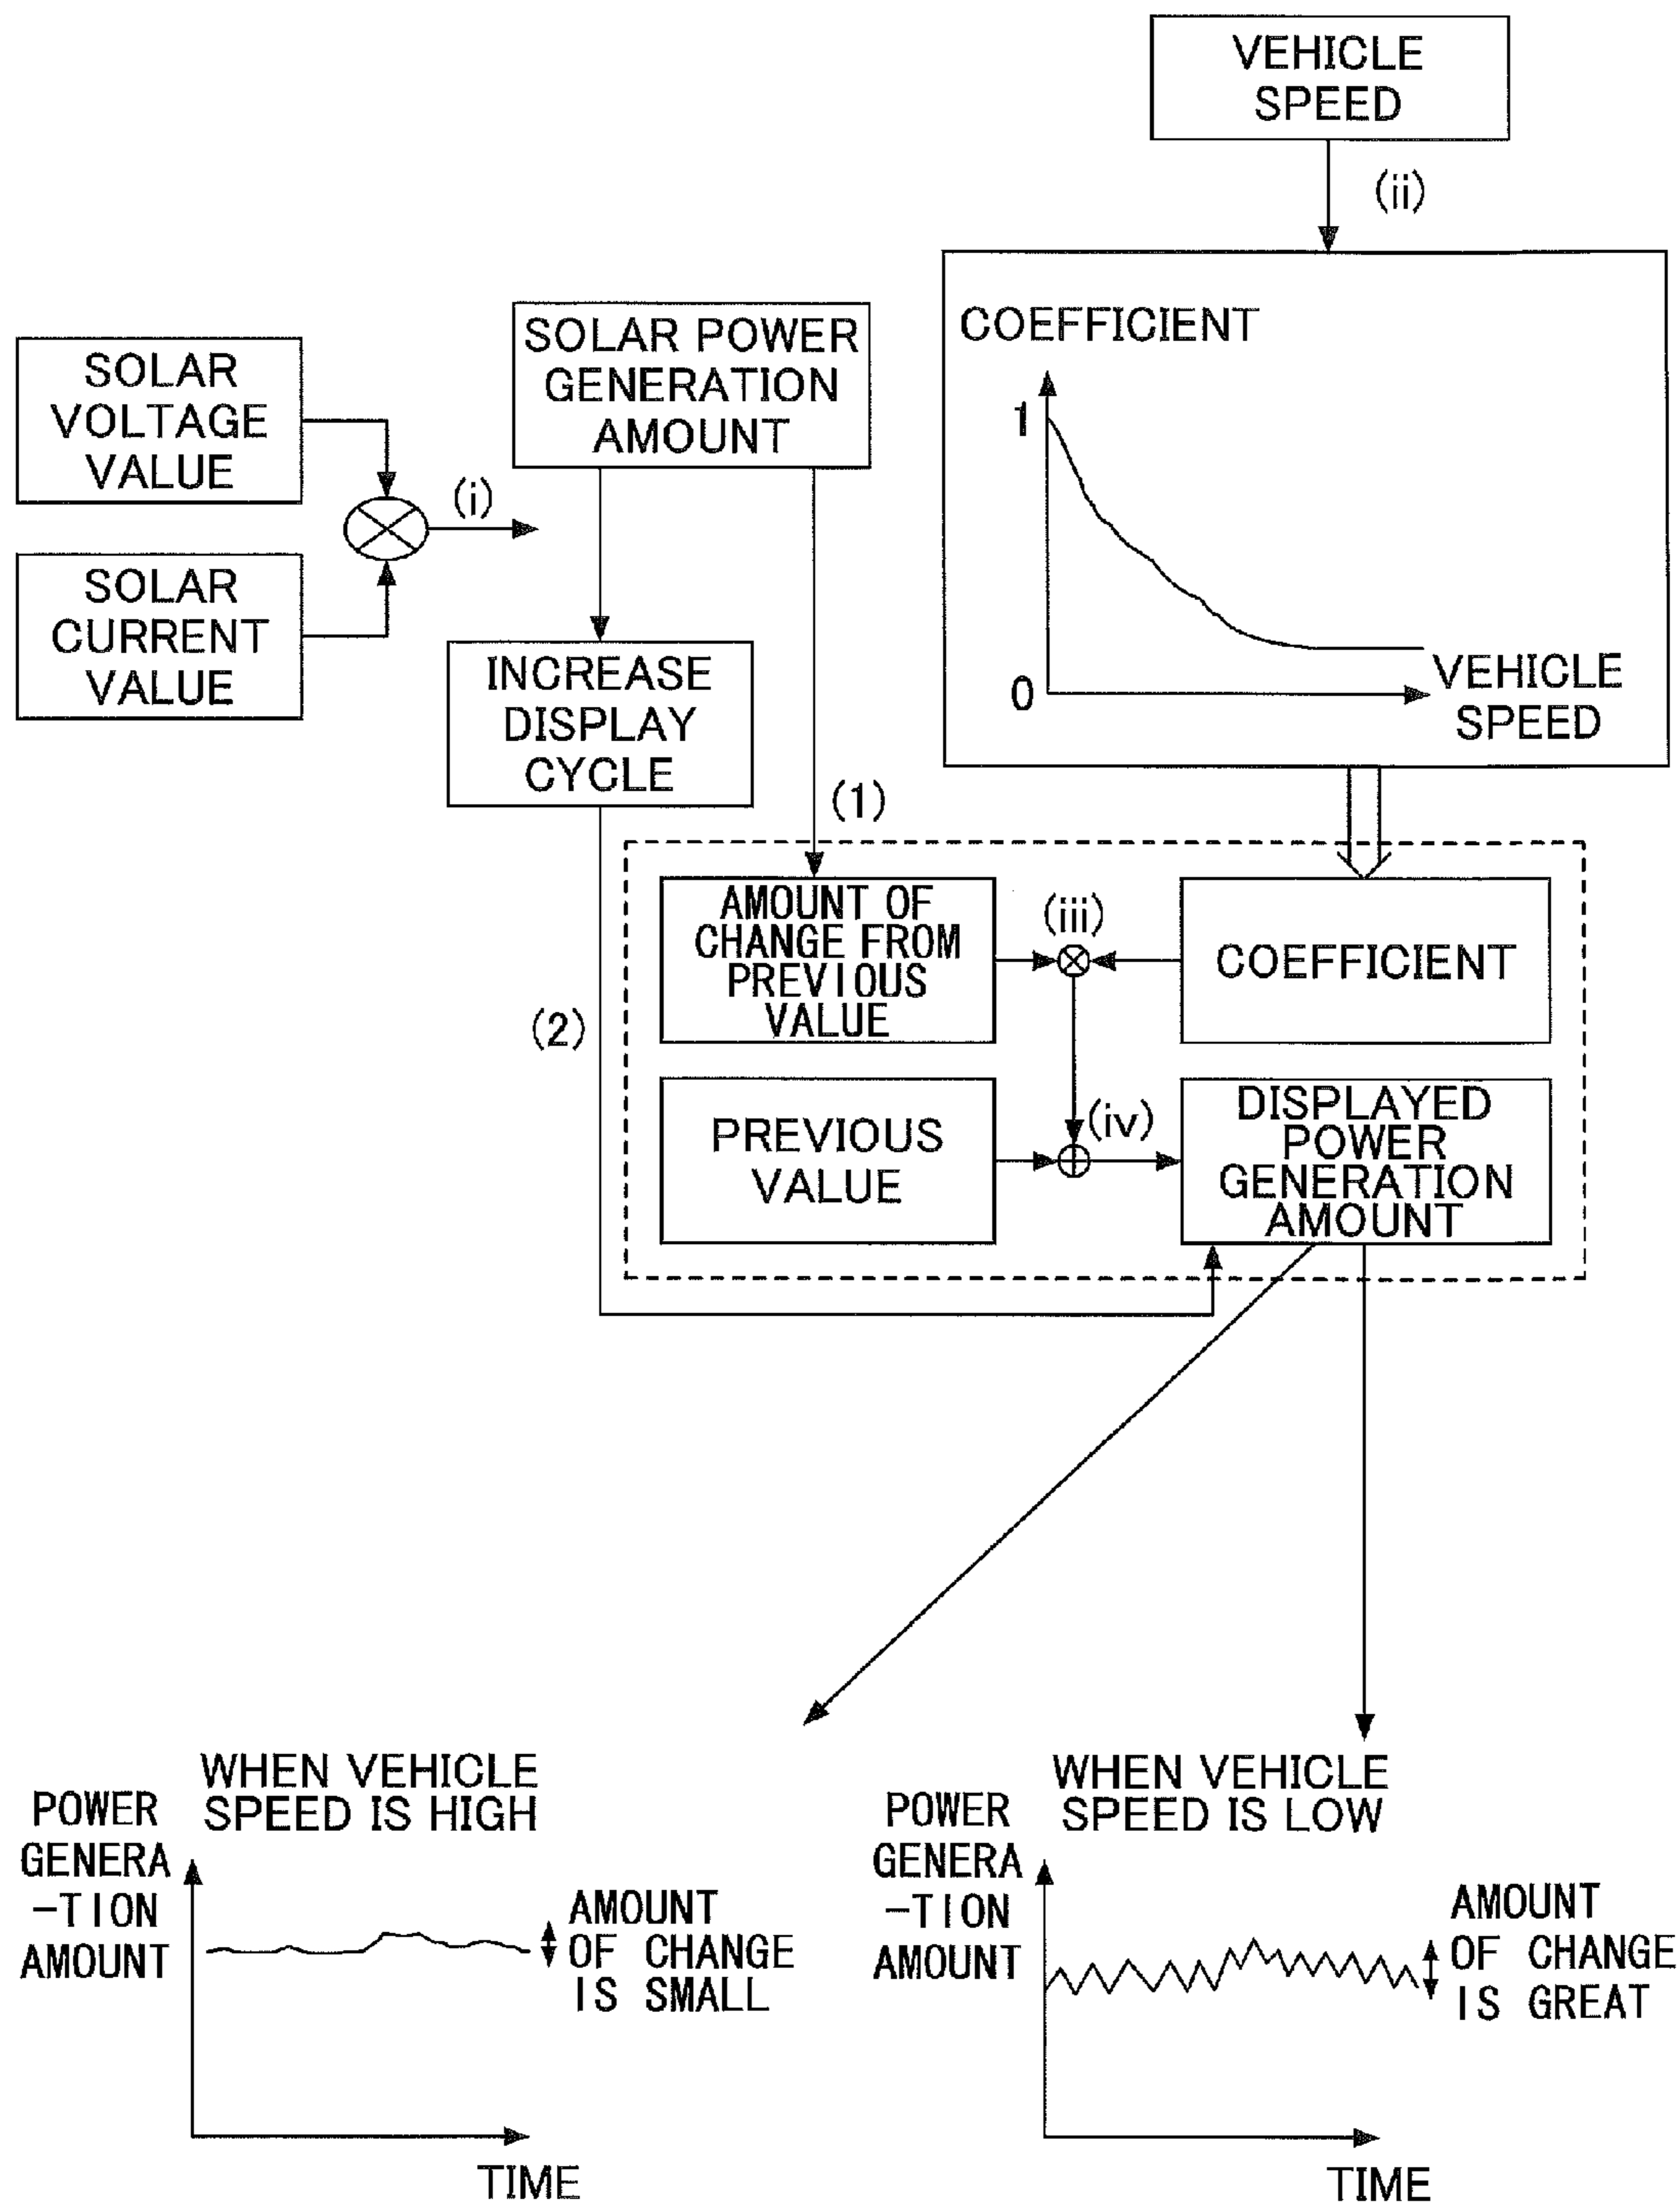 VEHICLE
SPEED
(ii)
COEFFICIENT
1
0
VEHICLE
SPEED
SOLAR
VOLTAGE
VALUE
SOLAR
CURRENT
VALUE
(i)
SOLAR POWER
GENERATION
AMOUNT
INCREASE
DISPLAY
CYCLE
(1)
(2)
AMOUNT OF
CHANGE FROM
PREVIOUS
VALUE
(iii)
COEFFICIENT
PREVIOUS
VALUE
(iv)
DISPLAYED
POWER
GENERATION
AMOUNT
WHEN VEHICLE
SPEED IS HIGH
POWER
GENERA
-TION
AMOUNT
AMOUNT
OF CHANGE
IS SMALL
TIME
WHEN VEHICLE
SPEED IS LOW
POWER
GENERA
-TION
AMOUNT
AMOUNT
OF CHANGE
IS GREAT
TIME